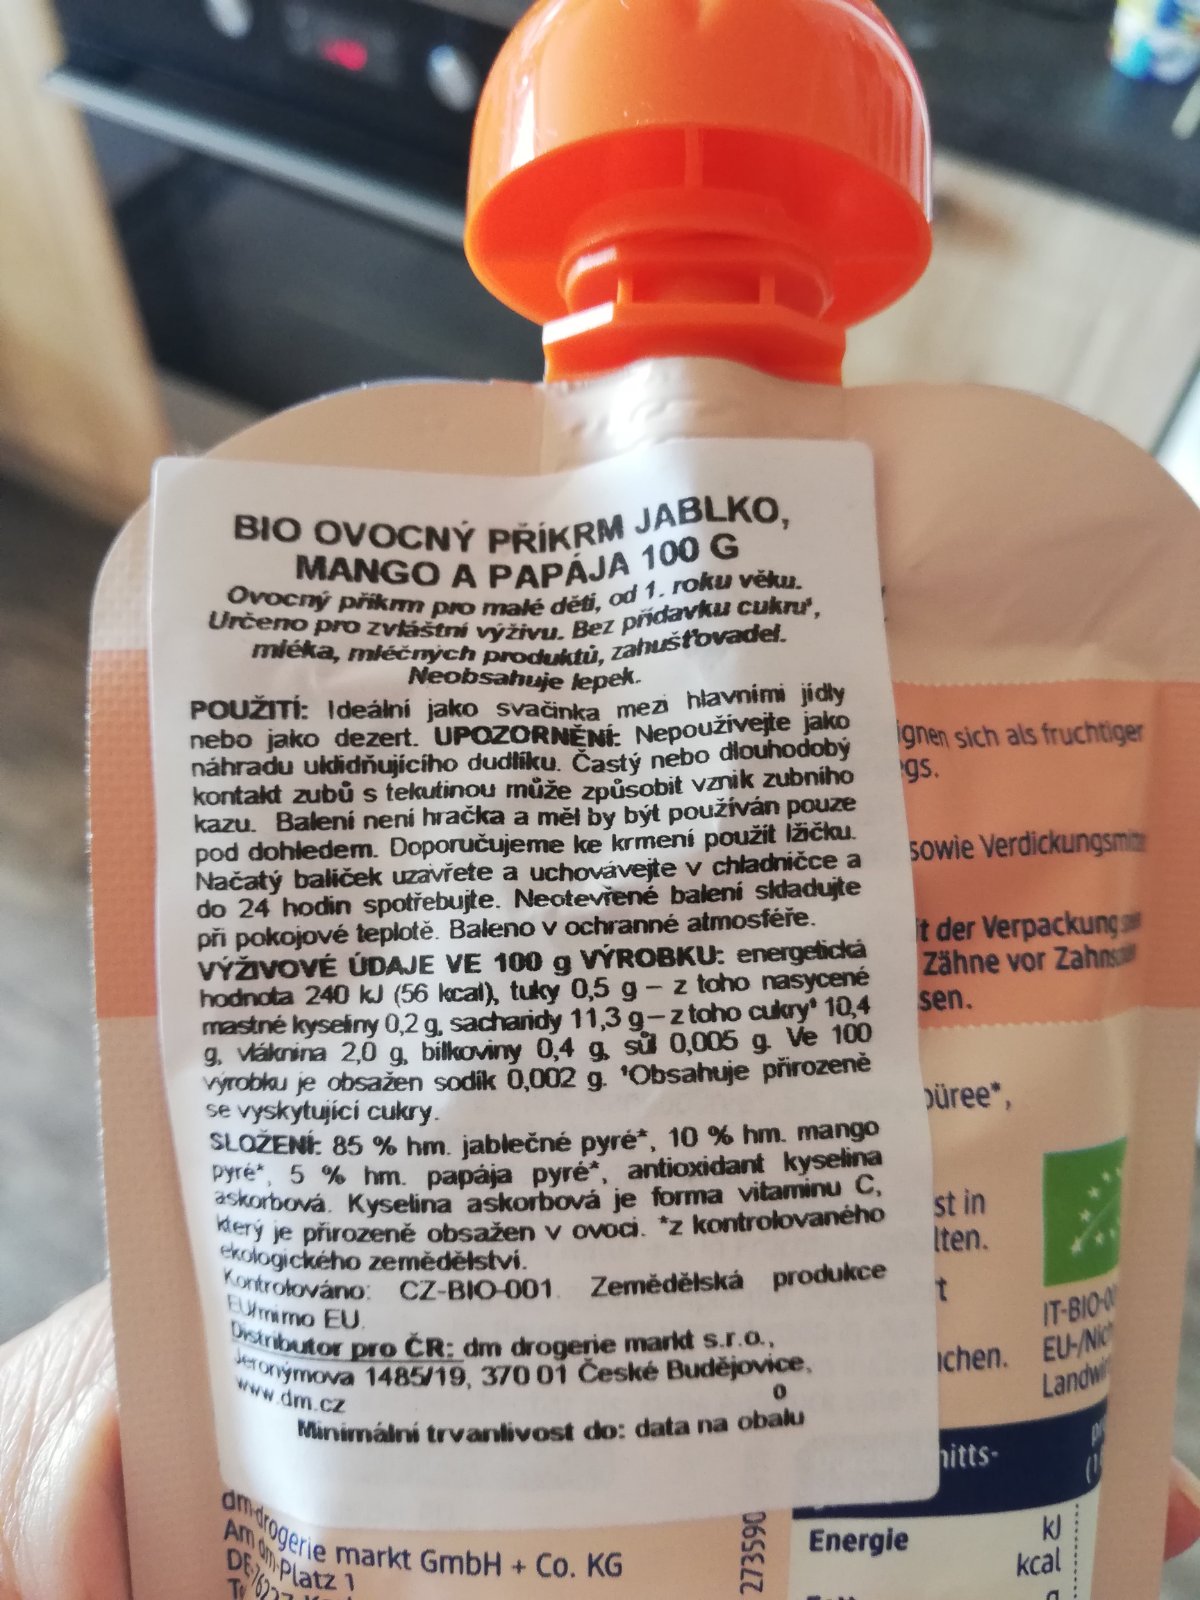 BIO OVOCNÝ PŘÍKRM JABLKO,
MANGO A PAPÁJA 100 G
Ovocný příkrm pro malé děti, od 1. roku věku.
Určeno pro zvláštní výživu. Bez přídavku cukru¹,
mléka, mléčných produktů, zahušťovadel.
Neobsahuje lepek.
POUŽITÍ: Ideální jako svačinka mezi hlavními jídly
nebo jako dezert. UPOZORNĚNÍ: Nepoužívejte jako
náhradu uklidňujícího dudlíku. Častý nebo dlouhodobý
kontakt zubů s tekutinou může způsobit vznik zubního
kazu. Balení není hračka a měl by být používán pouze
pod dohledem. Doporučujeme ke krmení použít lžičku.
Načatý balíček uzavřete a uchovávejte v chladničce a
do 24 hodin spotřebujte. Neotevřené balení skladujte
při pokojové teplotě. Baleno v ochranné atmosféře.
VÝŽIVOVÉ ÚDAJE VE 100 g VÝROBKU: energetická
hodnota 240 kJ (56 kcal), tuky 0,5 g – z toho nasycené
mastné kyseliny 0,2 g, sacharidy 11,3 g – z toho cukry¹ 10,4
g, vláknina 2,0 g, bílkoviny 0,4 g, sůl 0,005 g. Ve 100
výrobku je obsažen sodík 0,002 g. ¹Obsahuje přirozeně
se vyskytující cukry.
SLOŽENÍ: 85 % hm. jablečné pyré*, 10 % hm. mango
pyré*, 5 % hm. papája pyré*, antioxidant kyselina
askorbová. Kyselina askorbová je forma vitaminu C,
který je přirozeně obsažen v ovoci. *z kontrolovaného
ekologického zemědělství.
Kontrolováno: CZ-BIO-001. Zemědělská produkce
EU/mimo EU.
Distributor pro ČR: dm drogerie markt s.r.o.,
Jeronýmova 1485/19, 370 01 České Budějovice,
www.dm.cz
0
Minimální trvanlivost do: data na obalu
ignen sich als fruchtiger
egs.
sowie Verdickungsmitte
it der Verpackung
Zähne vor
sen.
püree*,
st in
lten.
t
chen.
IT-BIO-00
EU-/Nich
Landwir
nitts-
Energie
kJ
kcal
g
273590
dm-drogerie markt GmbH + Co. KG
Am dm-Platz 1